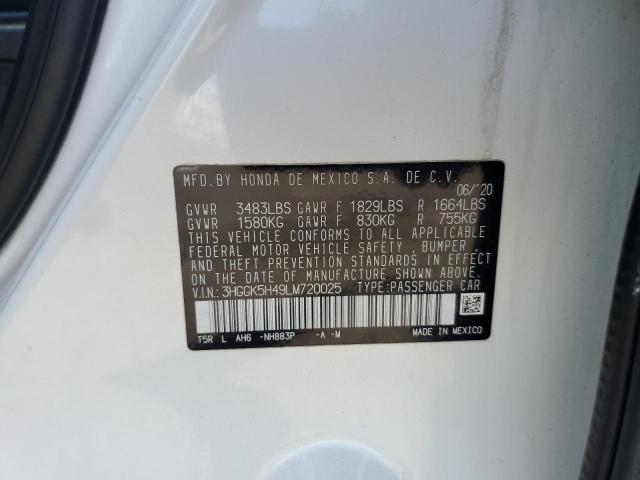 MFD. BY HONDA DE MEXICO S.A. DE C.V.
06/'20
GVWR 3483LBS GAWR F 1829LBS R 1664LBS
GVWR 1580KG GAWR F 830KG R 755KG
THIS VEHICLE CONFORMS TO ALL APPLICABLE
FEDERAL MOTOR VEHICLE SAFETY, BUMPER,
AND THEFT PREVENTION STANDARDS IN EFFECT
ON THE DATE OF MANUFACTURE SHOWN ABOVE.
V.I.N.: 3HGGK5H49LM720025 TYPE:PASSENGER CAR
T5R L AH6 -NH883P -A -M MADE IN MEXICO